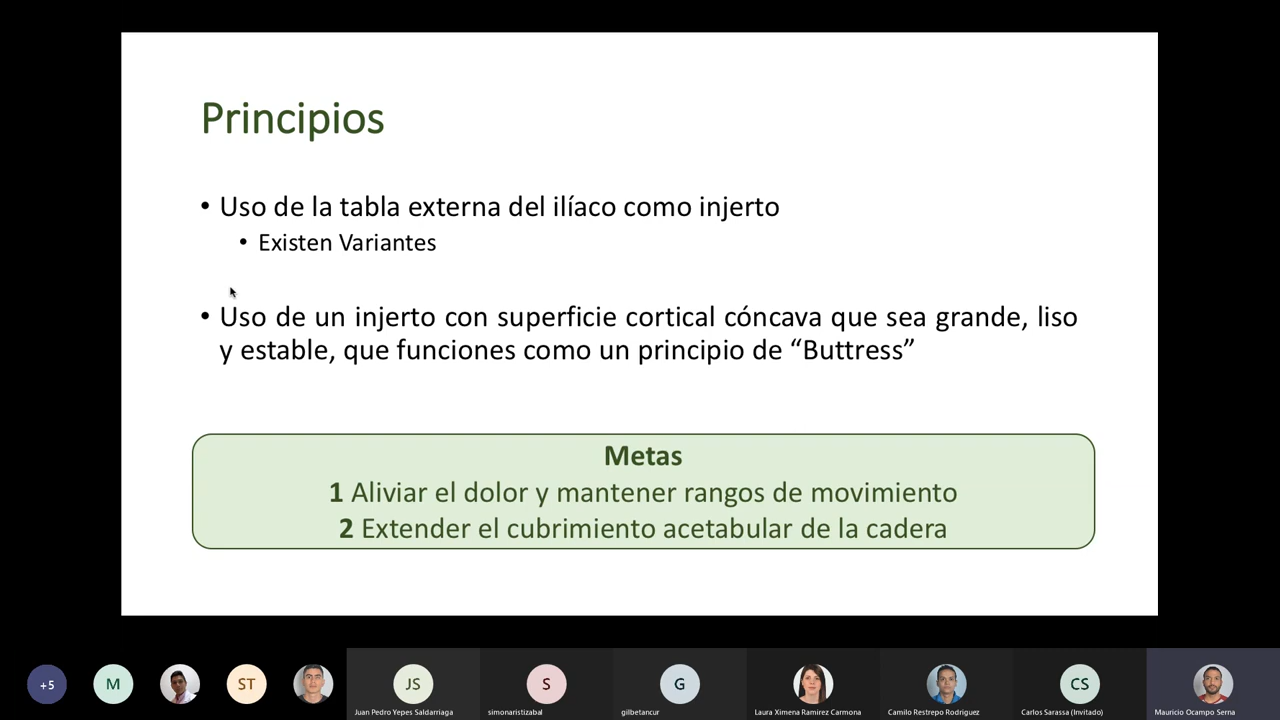 Principios
• Uso de la tabla externa del ilíaco como injerto
• Existen Variantes
• Uso de un injerto con superficie cortical cóncava que sea grande, liso
y estable, que funciones como un principio de “Buttress”
Metas
1 Aliviar el dolor y mantener rangos de movimiento
2 Extender el cubrimiento acetabular de la cadera
+5
M
ST
JS
S
G
CS
Juan Pedro Yepes Saldarriaga
simonaristizabal
gilbetancur
Laura Ximena Ramirez Carmona
Camilo Restrepo Rodriguez
Carlos Sarassa (Invitado)
Mauricio Ocampo Serna